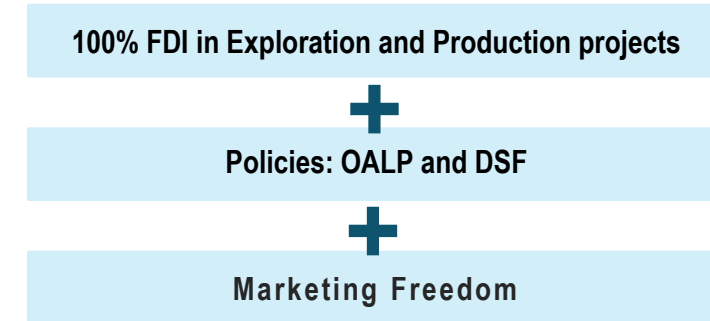 100% FDI in Exploration and Production projects
Policies: OALP and DSF
Marketing Freedom